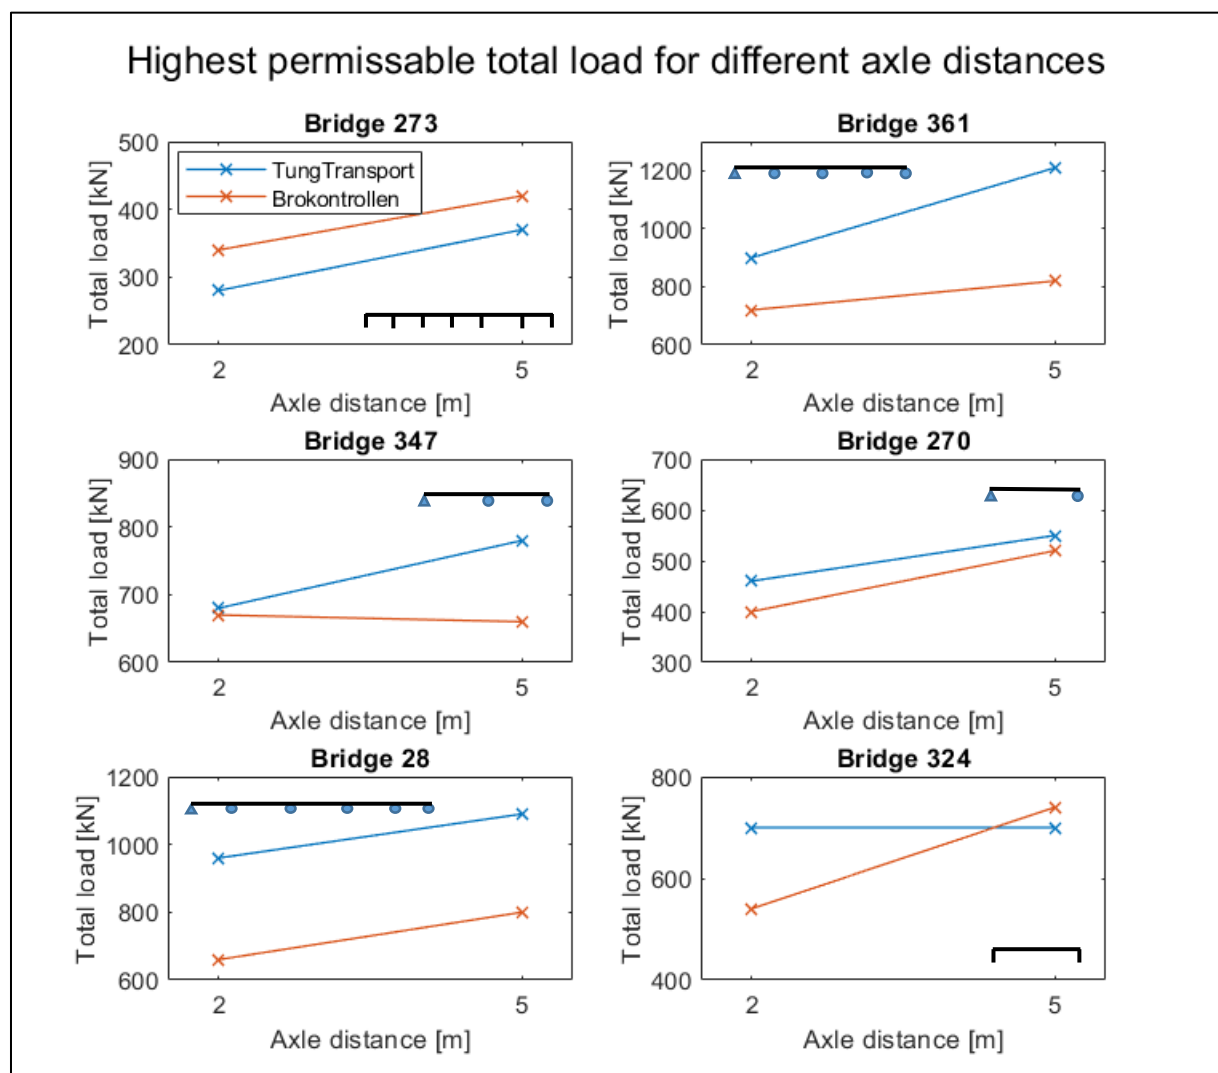 Highest permissable total load for different axle distances
Bridge 273
500
400
300
200
Total load [kN]
TungTransport
Brokontrollen
2
5
Axle distance [m]
Bridge 361
1200
1000
800
600
Total load [kN]
2
5
Axle distance [m]
Bridge 347
900
800
700
600
Total load [kN]
2
5
Axle distance [m]
Bridge 270
700
600
500
400
300
Total load [kN]
2
5
Axle distance [m]
Bridge 28
1200
1000
800
600
Total load [kN]
2
5
Axle distance [m]
Bridge 324
800
600
400
Total load [kN]
2
5
Axle distance [m]